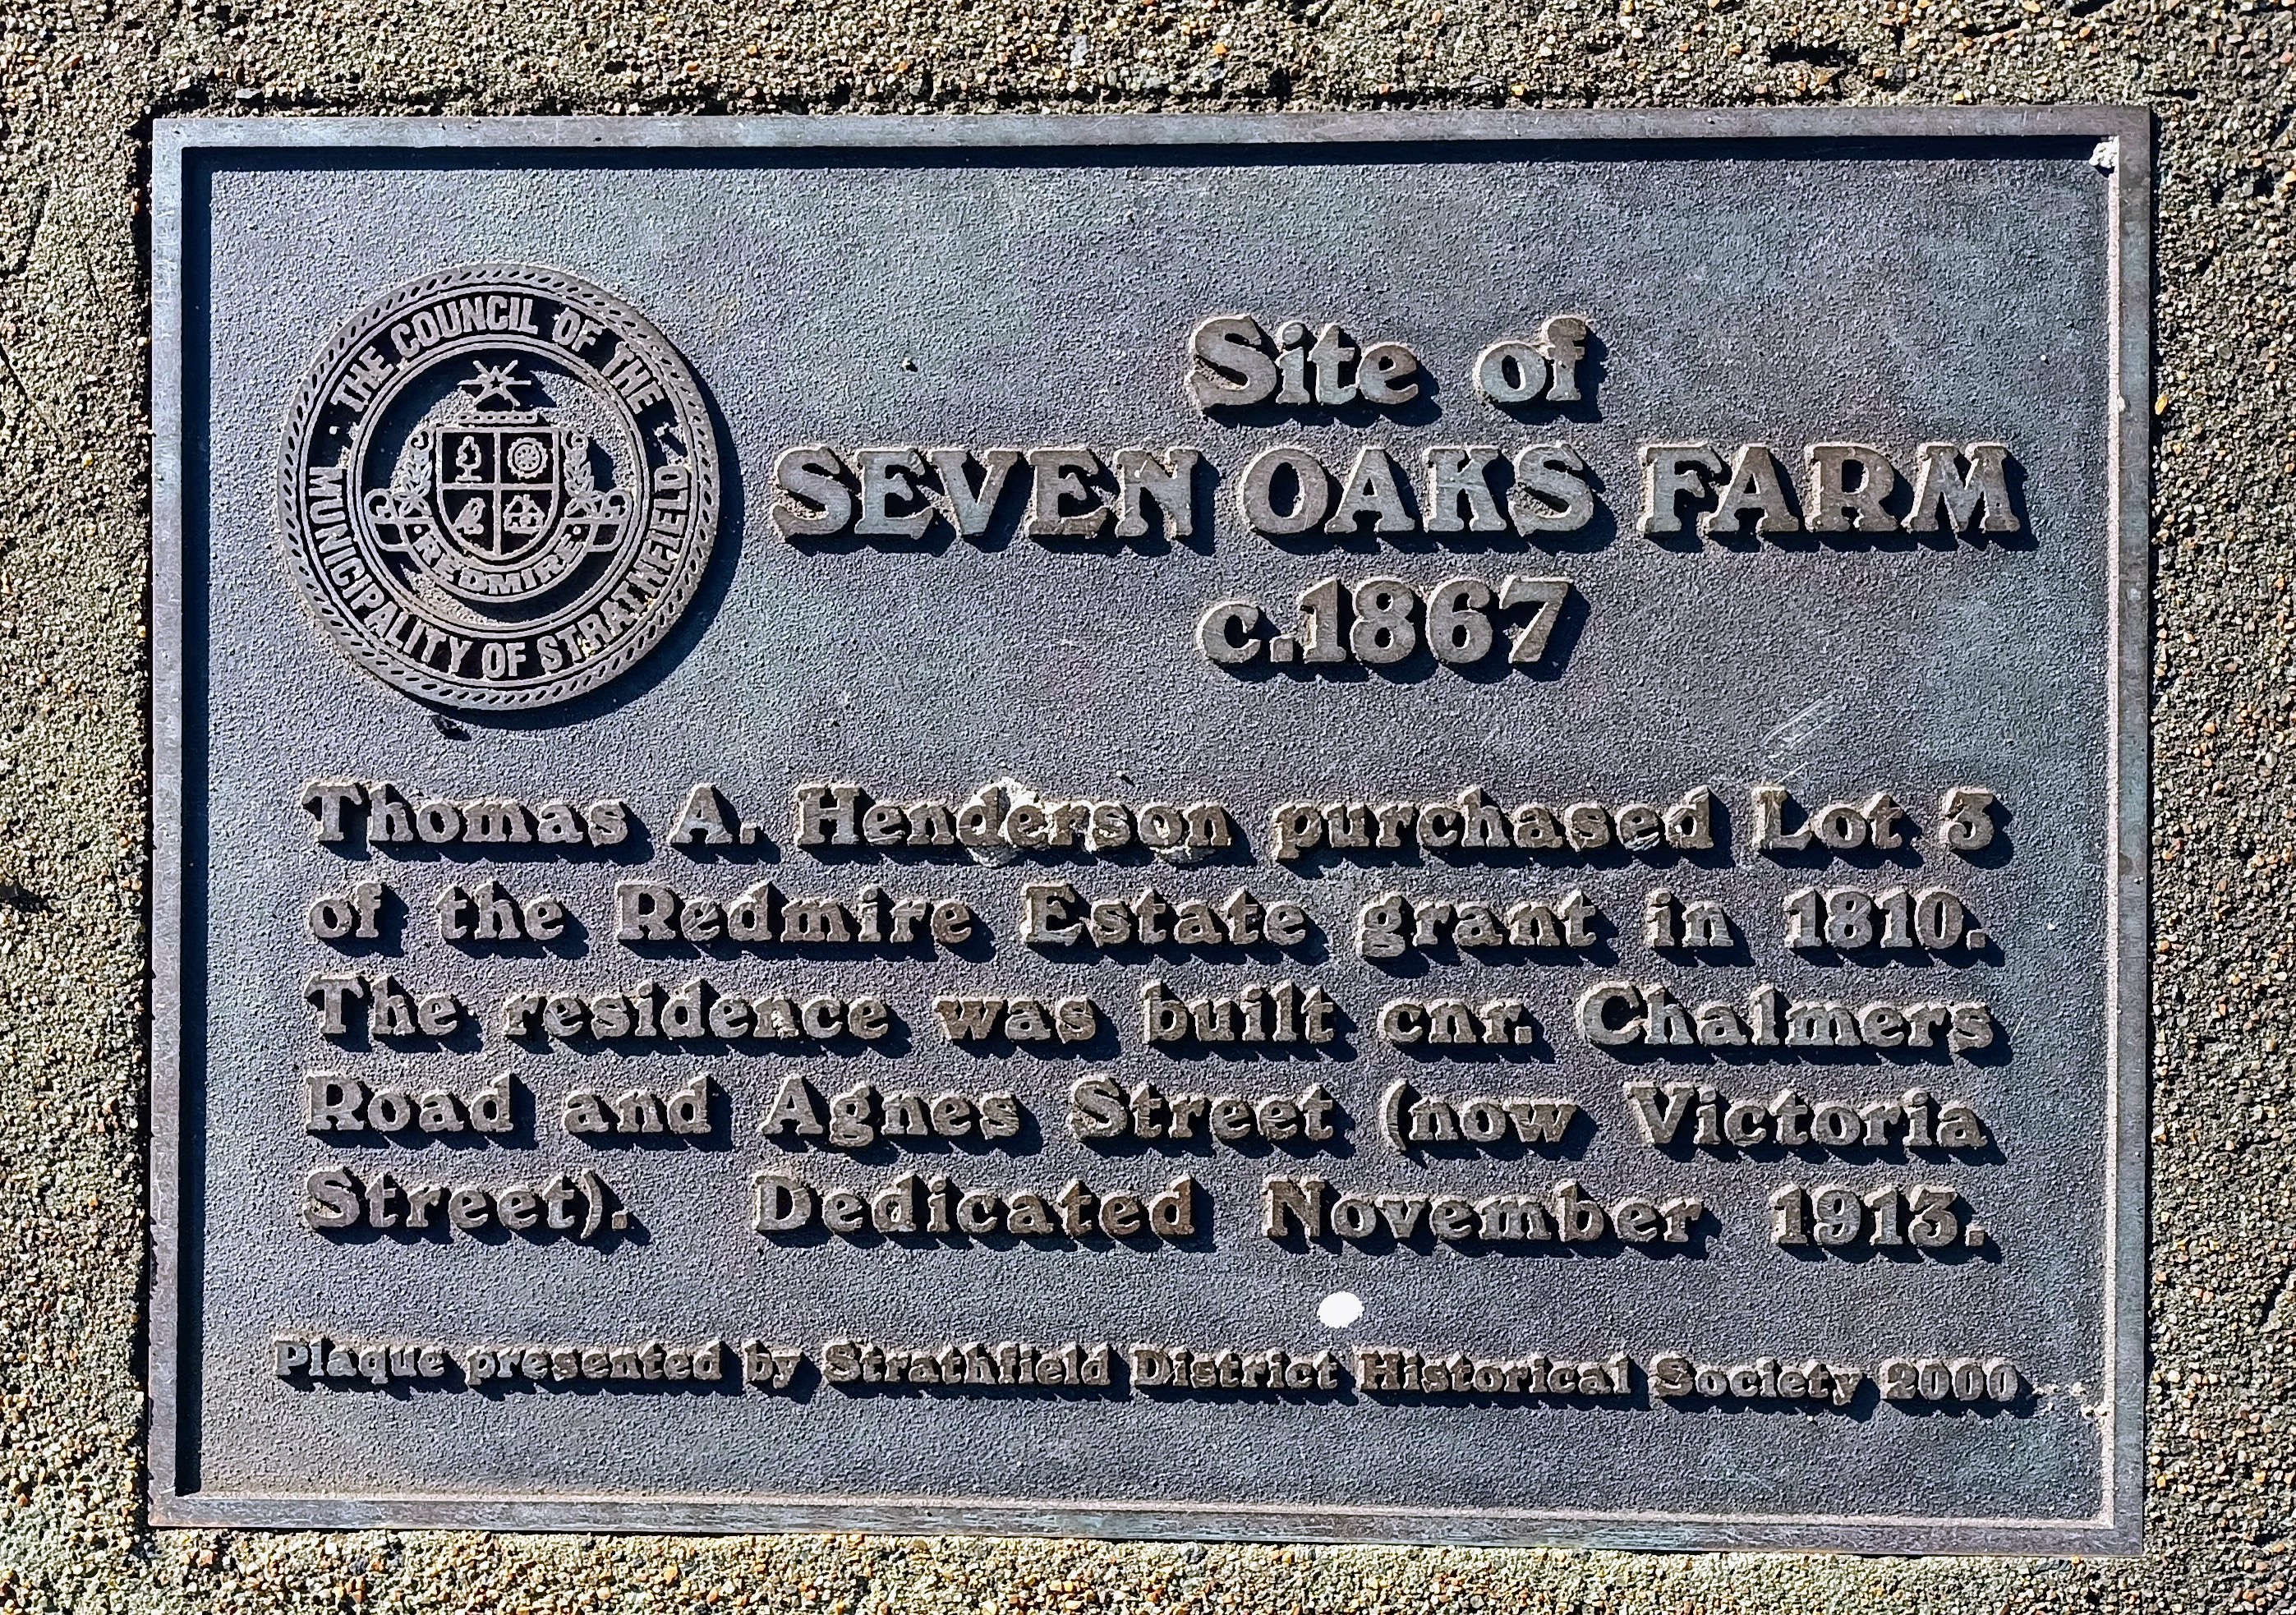 THE COUNCIL OF THE
MUNICIPALITY OF STRATHFIELD
REDMIRE
Site of
SEVEN OAKS FARM
c.1867
Thomas A. Henderson purchased Lot 3
of the Redmire Estate grant in 1810.
The residence was built cnr. Chalmers
Road and Agnes Street (now Victoria
Street). Dedicated November 1913.
Plaque presented by Strathfield District Historical Society 2000